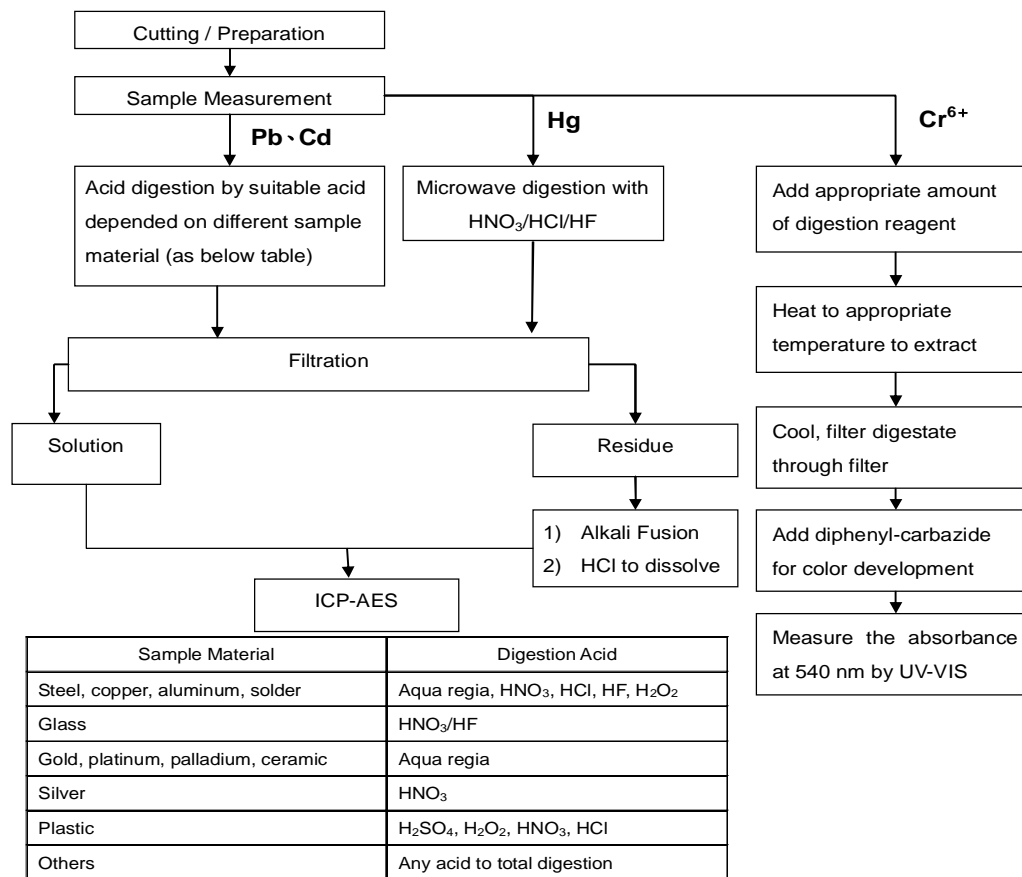 Cutting / Preparation
Sample Measurement
Pb、Cd
Hg
Cr⁶⁺
Acid digestion by suitable acid
depended on different sample
material (as below table)
Microwave digestion with
HNO₃/HCl/HF
Add appropriate amount
of digestion reagent
Heat to appropriate
temperature to extract
Filtration
Solution
Residue
Cool, filter digestate
through filter
1) Alkali Fusion
2) HCl to dissolve
Add diphenyl-carbazide
for color development
ICP-AES
Measure the absorbance
at 540 nm by UV-VIS
Sample Material Digestion Acid
Steel, copper, aluminum, solder Aqua regia, HNO₃, HCl, HF, H₂O₂
Glass HNO₃/HF
Gold, platinum, palladium, ceramic Aqua regia
Silver HNO₃
Plastic H₂SO₄, H₂O₂, HNO₃, HCl
Others Any acid to total digestion